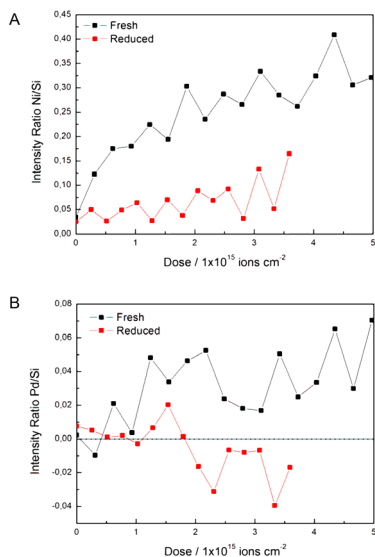 A
0,45
0,40
0,35
0,30
0,25
0,20
0,15
0,10
0,05
0,00
Intensity Ratio Ni/Si
Fresh
Reduced
0 1 2 3 4 5
Dose / 1x10¹⁵ ions cm⁻²
B
0,08
0,06
0,04
0,02
0,00
-0,02
-0,04
Intensity Ratio Pd/Si
Fresh
Reduced
0 1 2 3 4 5
Dose / 1x10¹⁵ ions cm⁻²